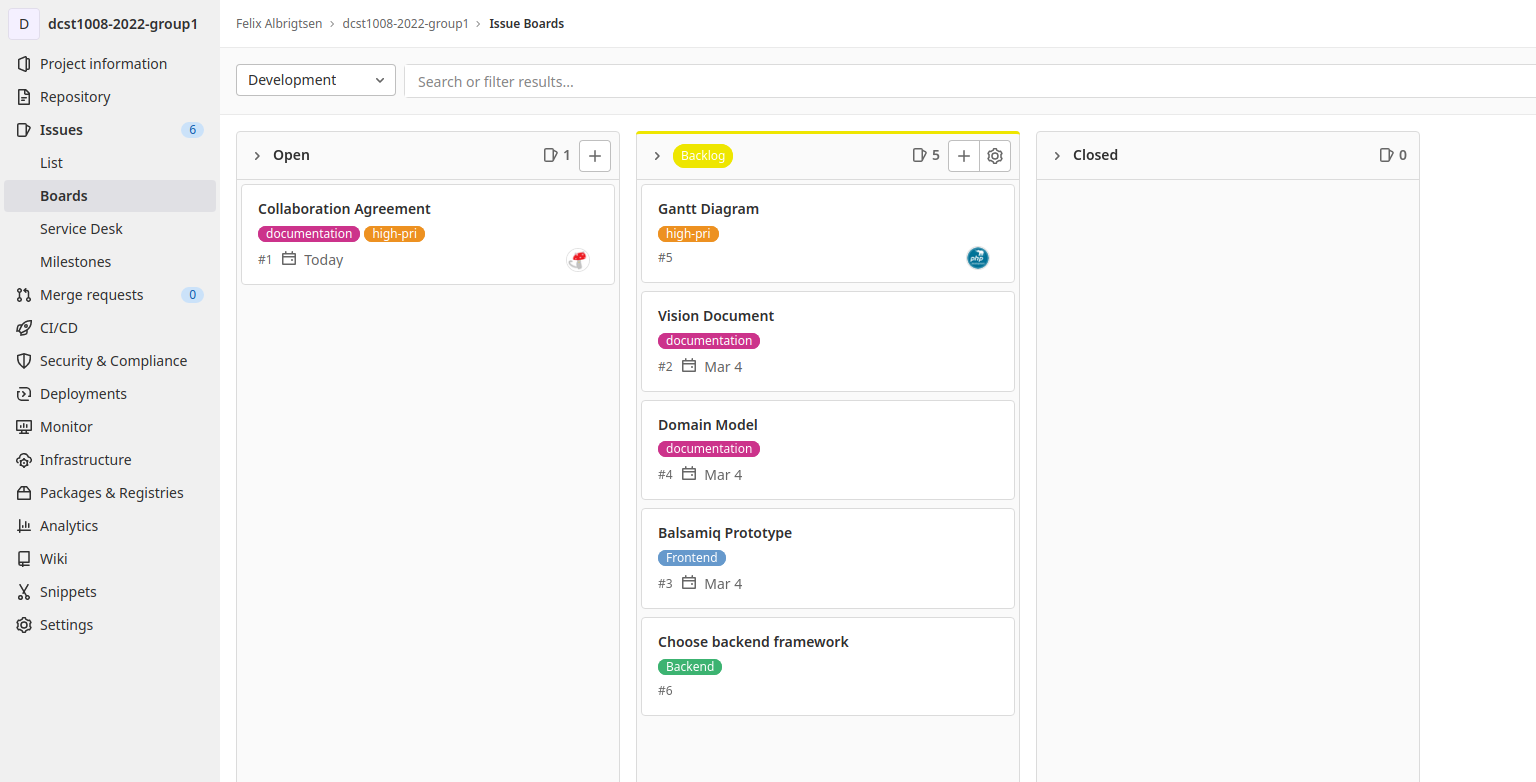 D dcst1008-2022-group1
Project information
Repository
Issues 6
List
Boards
Service Desk
Milestones
Merge requests 0
CI/CD
Security & Compliance
Deployments
Monitor
Infrastructure
Packages & Registries
Analytics
Wiki
Snippets
Settings
Felix Albrigtsen › dcst1008-2022-group1 › Issue Boards
Development
Search or filter results...
Open 1
Collaboration Agreement
documentation high-pri
#1 Today
Backlog 5
Gantt Diagram
high-pri
#5
php
Vision Document
documentation
#2 Mar 4
Domain Model
documentation
#4 Mar 4
Balsamiq Prototype
Frontend
#3 Mar 4
Choose backend framework
Backend
#6
Closed 0